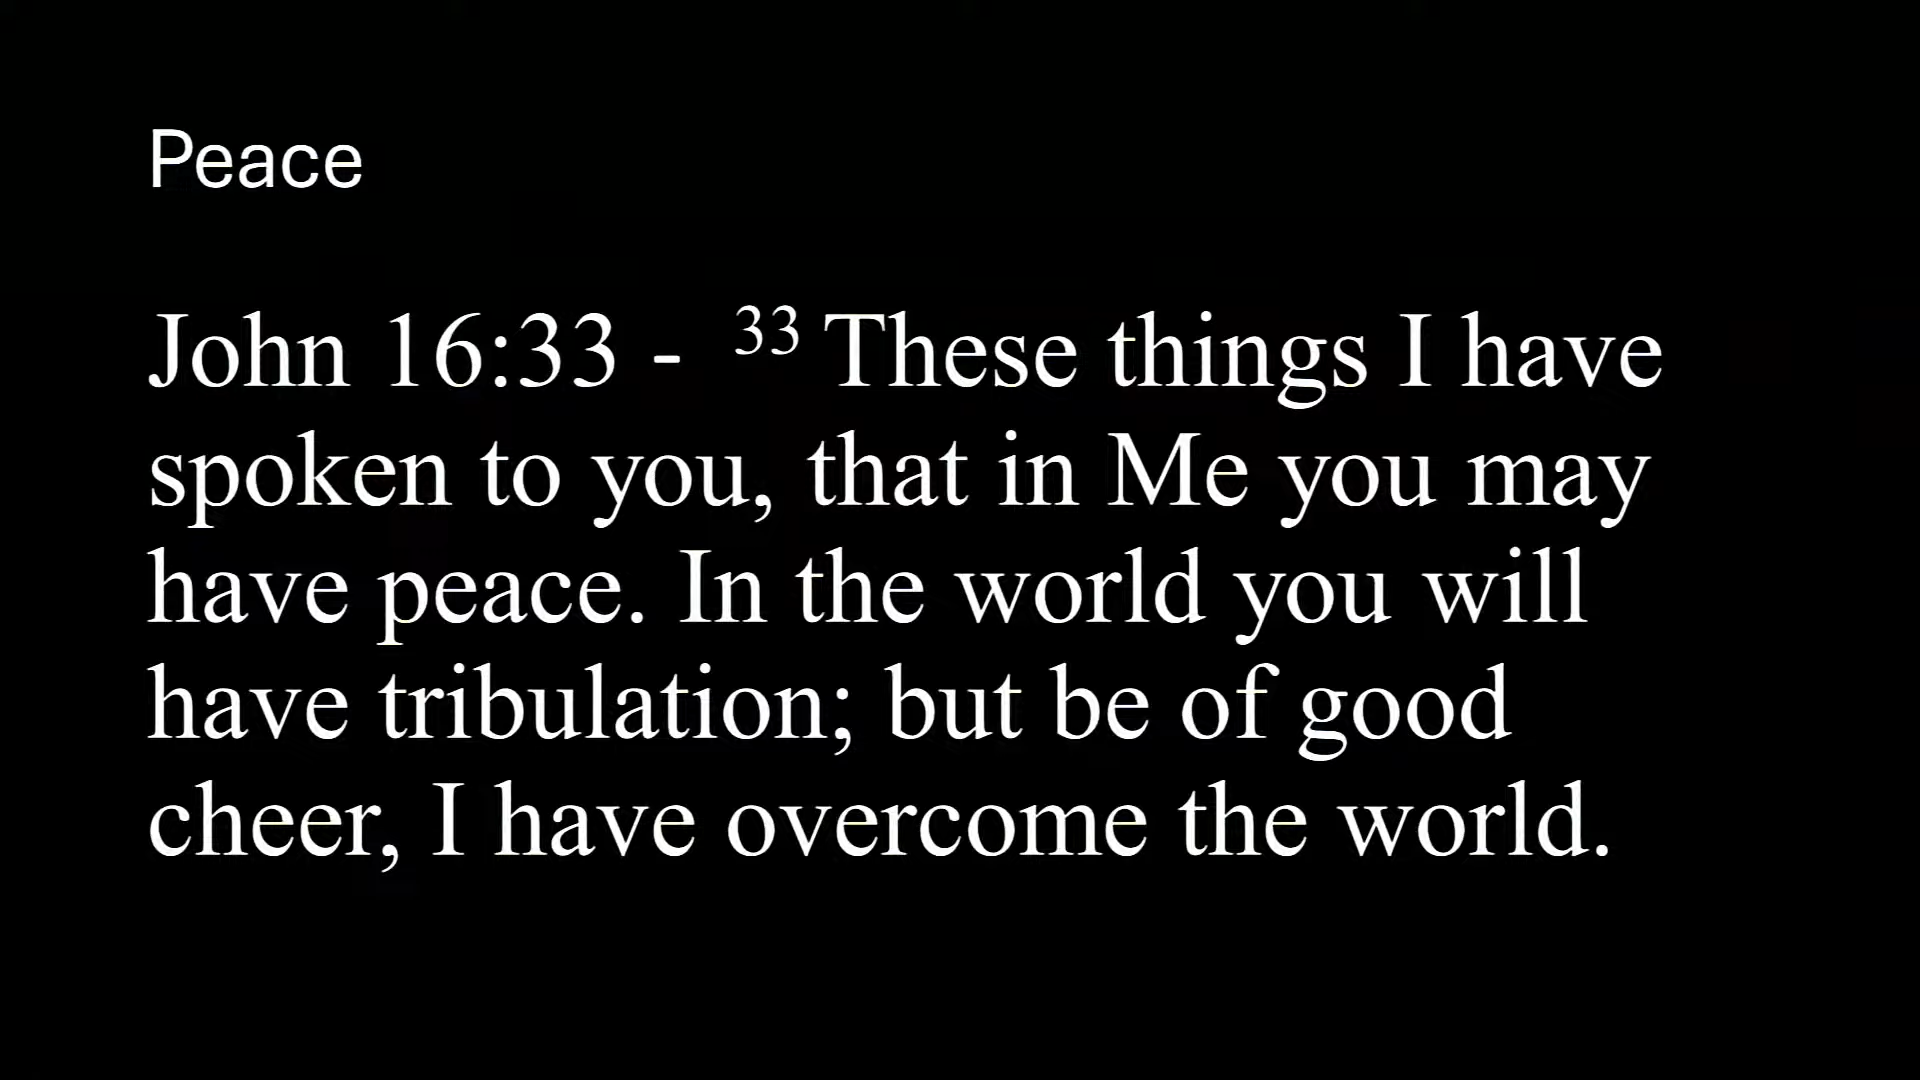 Peace
John 16:33 - 33 These things I have
spoken to you, that in Me you may
have peace. In the world you will
have tribulation; but be of good
cheer, I have overcome the world.